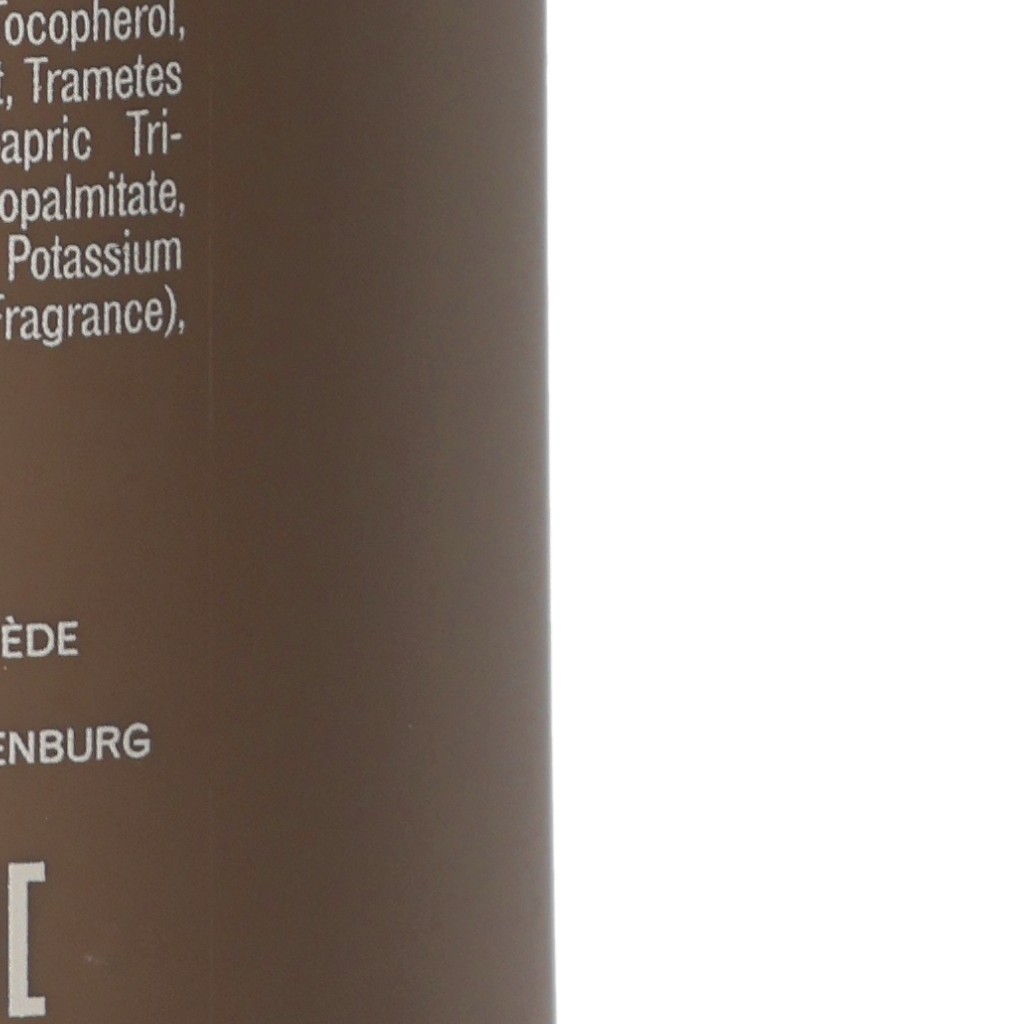 Tocopherol,
t, Trametes
apric Tri-
opalmitate,
Potassium
Fragrance),
ÈDE
ENBURG
[